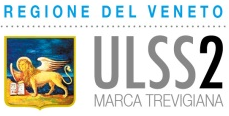 REGIONE DEL VENETO
ULSS2
MARCA TREVIGIANA